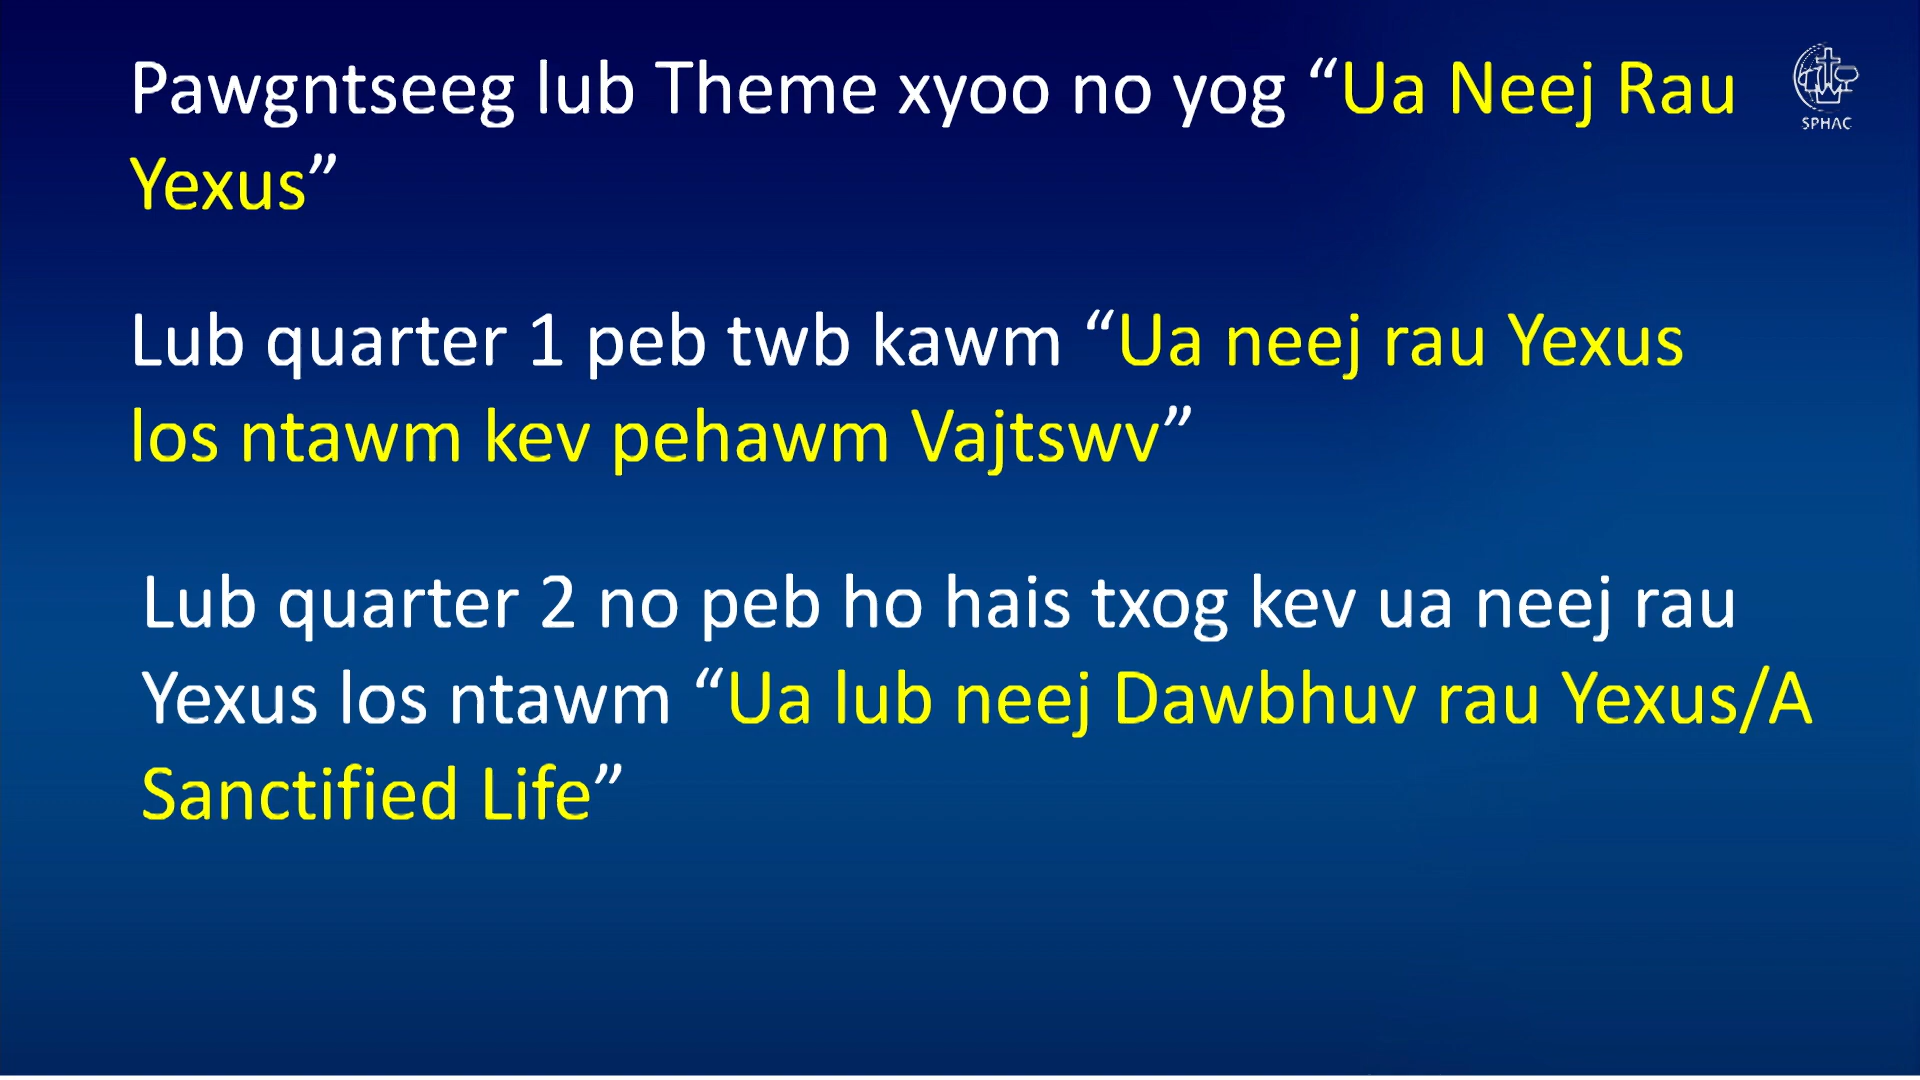 Pawgntseeg lub Theme xyoo no yog “Ua Neej Rau
Yexus”
SPHAC
Lub quarter 1 peb twb kawm “Ua neej rau Yexus
los ntawm kev pehawm Vajtswv”
Lub quarter 2 no peb ho hais txog kev ua neej rau
Yexus los ntawm “Ua lub neej Dawbhuv rau Yexus/A
Sanctified Life”